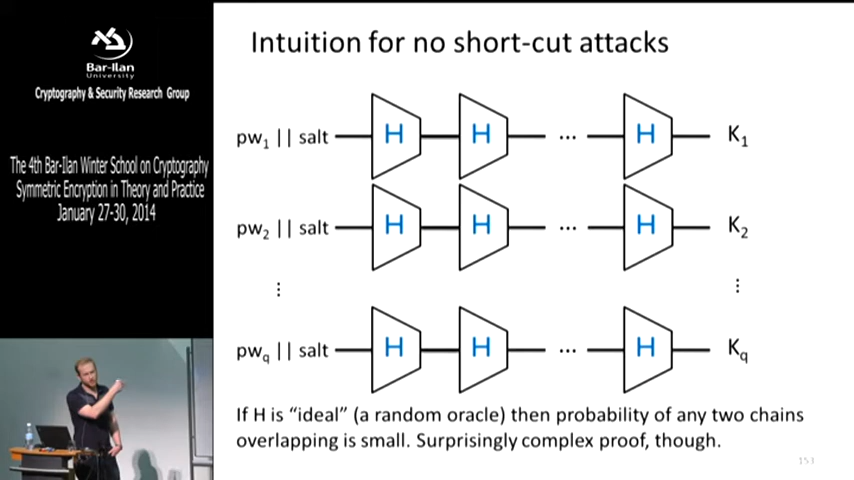 Bar-Ilan
University
Cryptography & Security Research Group
The 4th Bar-Ilan Winter School on Cryptography
Symmetric Encryption in Theory and Practice
January 27-30, 2014
Intuition for no short-cut attacks
pw1 || salt H H ... H K1
pw2 || salt H H ... H K2
⋮ ⋮
pwq || salt H H ... H Kq
If H is “ideal” (a random oracle) then probability of any two chains
overlapping is small. Surprisingly complex proof, though.